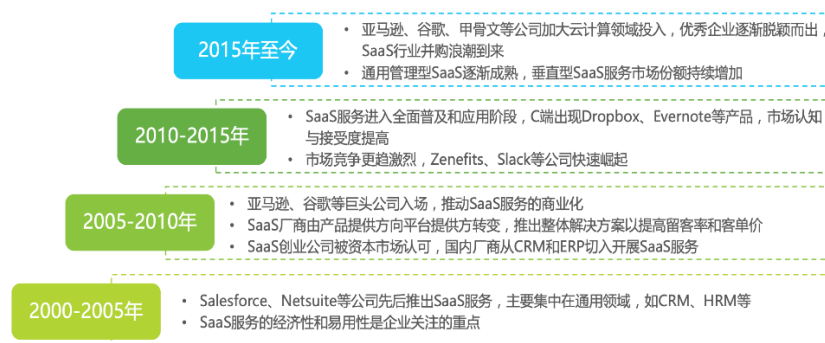 2015年至今
• 亚马逊、谷歌、甲骨文等公司加大云计算领域投入，优秀企业逐渐脱颖而出，
SaaS行业并购浪潮到来
• 通用管理型SaaS逐渐成熟，垂直型SaaS服务市场份额持续增加
2010-2015年
• SaaS服务进入全面普及和应用阶段，C端出现Dropbox、Evernote等产品，市场认知
与接受度提高
• 市场竞争更趋激烈，Zenefits、Slack等公司快速崛起
2005-2010年
• 亚马逊、谷歌等巨头公司入场，推动SaaS服务的商业化
• SaaS厂商由产品提供方向平台提供方转变，推出整体解决方案以提高留客率和客单价
• SaaS创业公司被资本市场认可，国内厂商从CRM和ERP切入开展SaaS服务
2000-2005年
• Salesforce、Netsuite等公司先后推出SaaS服务，主要集中在通用领域，如CRM、HRM等
• SaaS服务的经济性和易用性是企业关注的重点